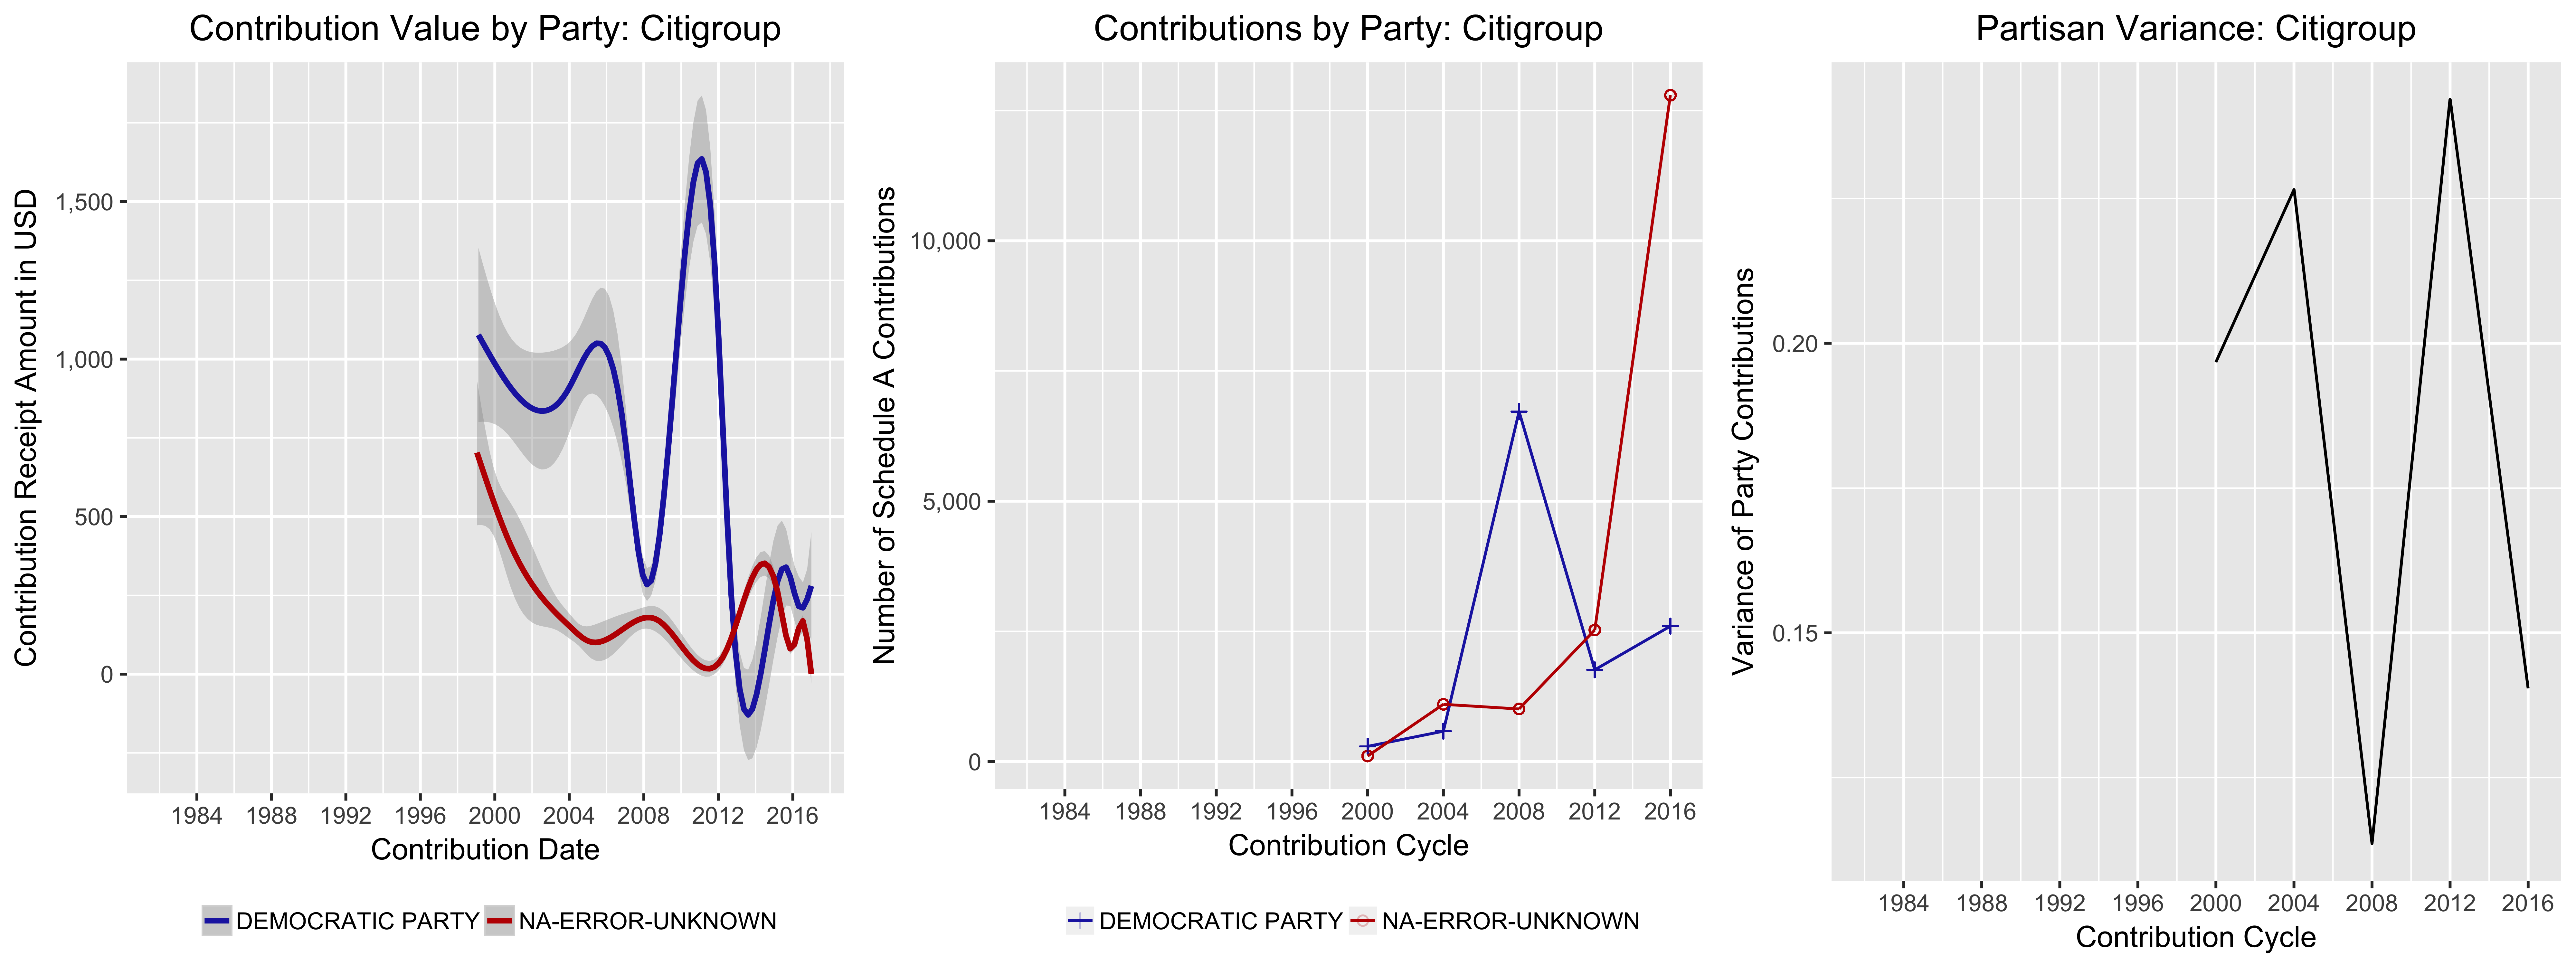 Contribution Value by Party: Citigroup
Contribution Receipt Amount in USD
1,500
1,000
500
0
1984 1988 1992 1996 2000 2004 2008 2012 2016
Contribution Date
DEMOCRATIC PARTY NA-ERROR-UNKNOWN
Contributions by Party: Citigroup
Number of Schedule A Contributions
10,000
5,000
0
1984 1988 1992 1996 2000 2004 2008 2012 2016
Contribution Cycle
DEMOCRATIC PARTY NA-ERROR-UNKNOWN
Partisan Variance: Citigroup
Variance of Party Contributions
0.20
0.15
1984 1988 1992 1996 2000 2004 2008 2012 2016
Contribution Cycle